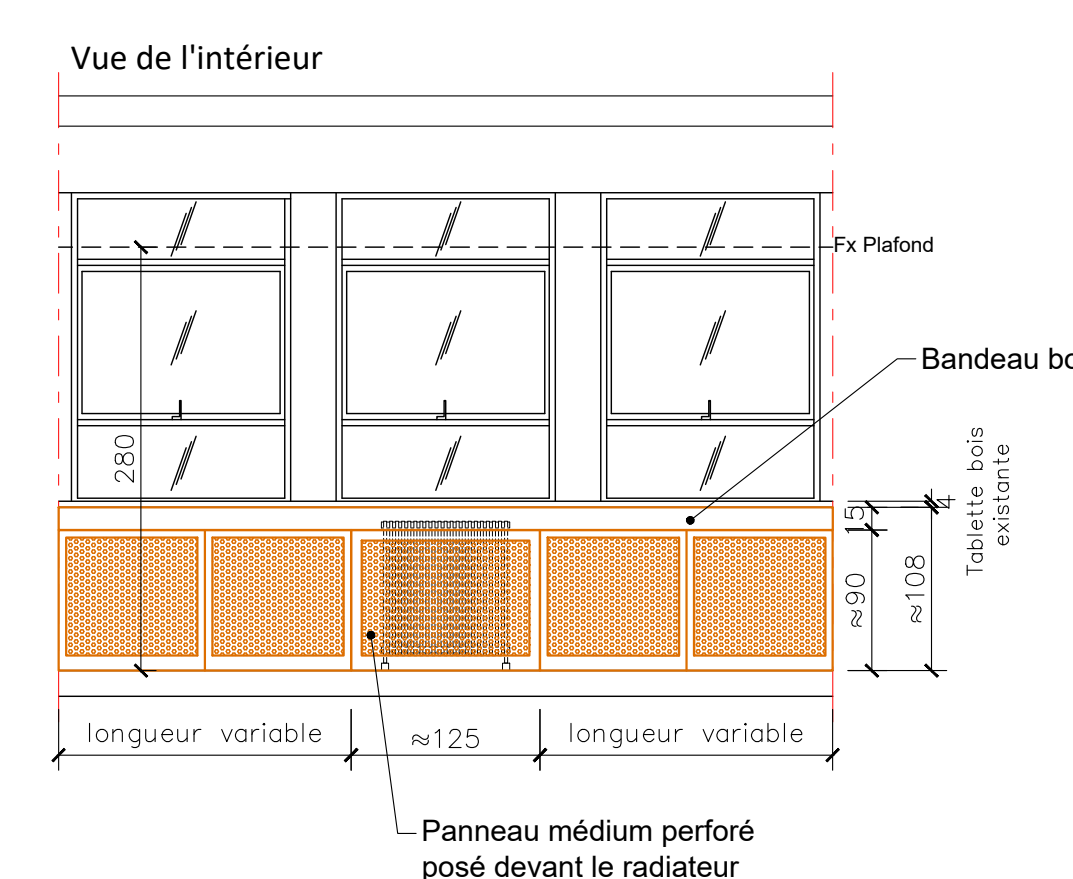 Vue de l'intérieur
Fx Plafond
Bandeau
280
4
15
Tablette bois
existante
≈90
≈108
longueur variable
≈125
longueur variable
Panneau médium perforé
posé devant le radiateur